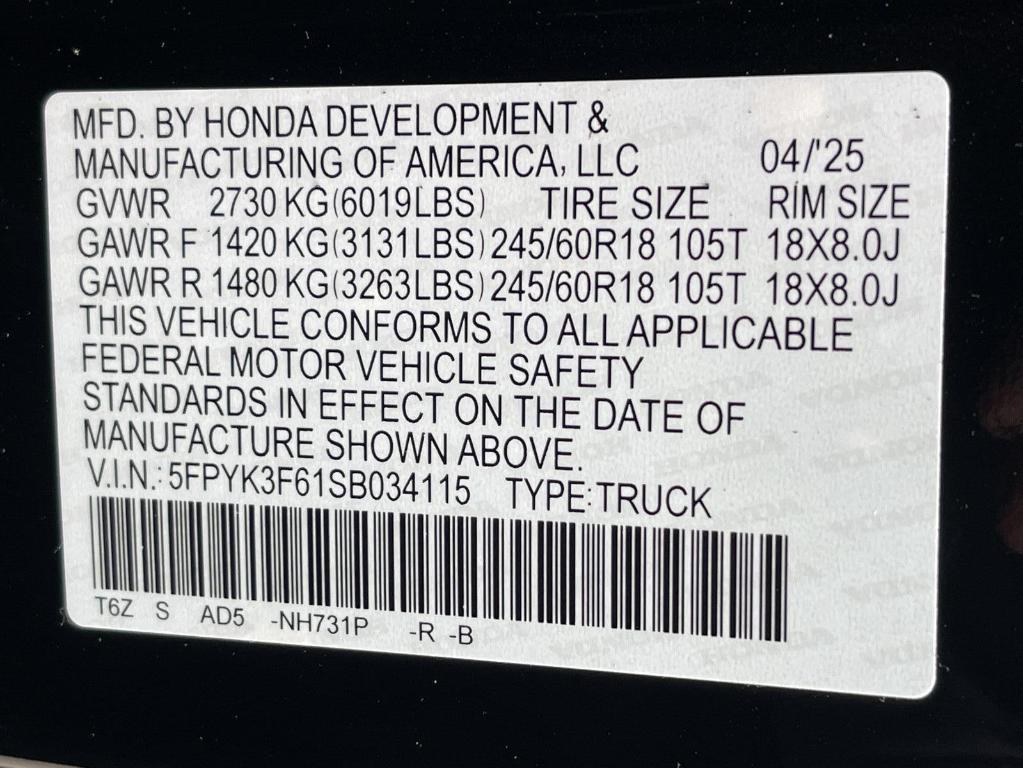 MFD. BY HONDA DEVELOPMENT &
MANUFACTURING OF AMERICA, LLC 04/'25
GVWR 2730 KG(6019LBS) TIRE SIZE RIM SIZE
GAWR F 1420 KG(3131LBS) 245/60R18 105T 18X8.0J
GAWR R 1480 KG(3263LBS) 245/60R18 105T 18X8.0J
THIS VEHICLE CONFORMS TO ALL APPLICABLE
FEDERAL MOTOR VEHICLE SAFETY
STANDARDS IN EFFECT ON THE DATE OF
MANUFACTURE SHOWN ABOVE.
V.I.N.: 5FPYK3F61SB034115 TYPE: TRUCK
T6Z S AD5 -NH731P -R -B